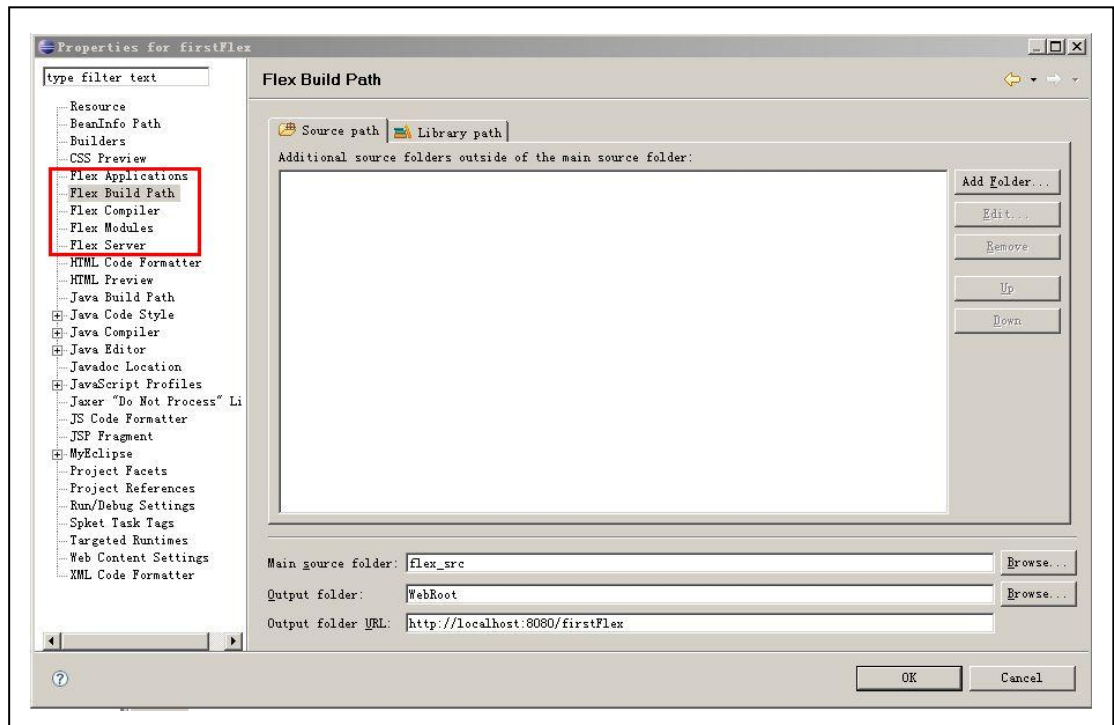 Properties for firstFlex
type filter text
Flex Build Path
Resource
BeanInfo Path
Builders
CSS Preview
Flex Applications
Flex Build Path
Flex Compiler
Flex Modules
Flex Server
HTML Code Formatter
HTML Preview
Java Build Path
Java Code Style
Java Compiler
Java Editor
Javadoc Location
JavaScript Profiles
Jaxer "Do Not Process" Li
JS Code Formatter
JSP Fragment
MyEclipse
Project Facets
Project References
Run/Debug Settings
Spket Task Tags
Targeted Runtimes
Web Content Settings
XML Code Formatter
Source path
Library path
Additional source folders outside of the main source folder:
Add Folder...
Edit...
Remove
Up
Down
Main source folder: flex_src
Browse...
Output folder: WebRoot
Browse...
Output folder URL: http://localhost:8080/firstFlex
OK
Cancel